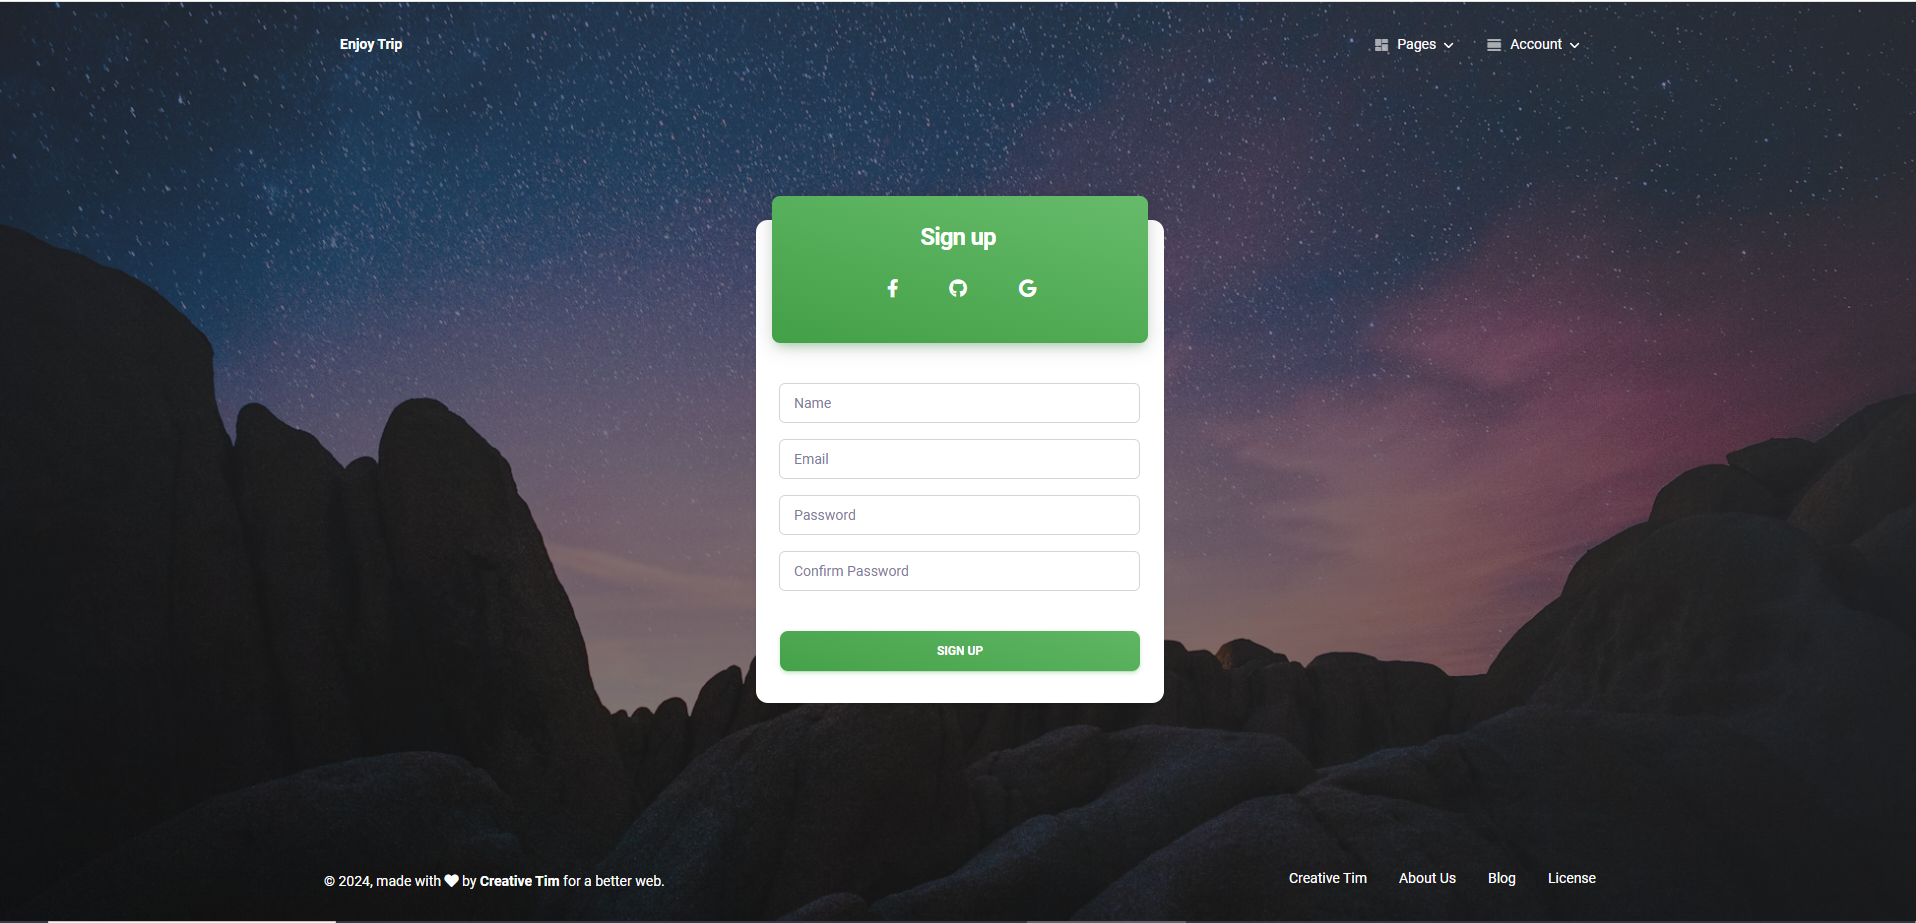 Enjoy Trip
Pages
Account
Sign up
Name
Email
Password
Confirm Password
SIGN UP
© 2024, made with by Creative Tim for a better web.
Creative Tim
About Us
Blog
License